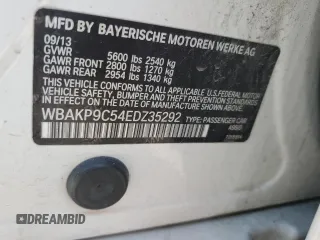 MFD BY BAYERISCHE MOTOREN WERKE AG
09/13
GVWR 5600 lbs 2540 kg
GAWR FRONT 2800 lbs 1270 kg
GAWR REAR 2954 lbs 1340 kg
THIS VEHICLE CONFORMS TO ALL APPLICABLE U.S. FEDERAL MOTOR
VEHICLE SAFETY, BUMPER, AND THEFT PREVENTION STANDARDS
IN EFFECT ON THE DATE OF MANUFACTURE SHOWN ABOVE.
WBAKP9C54EDZ35292 TYPE: PASSENGER CAR
DREAMBID